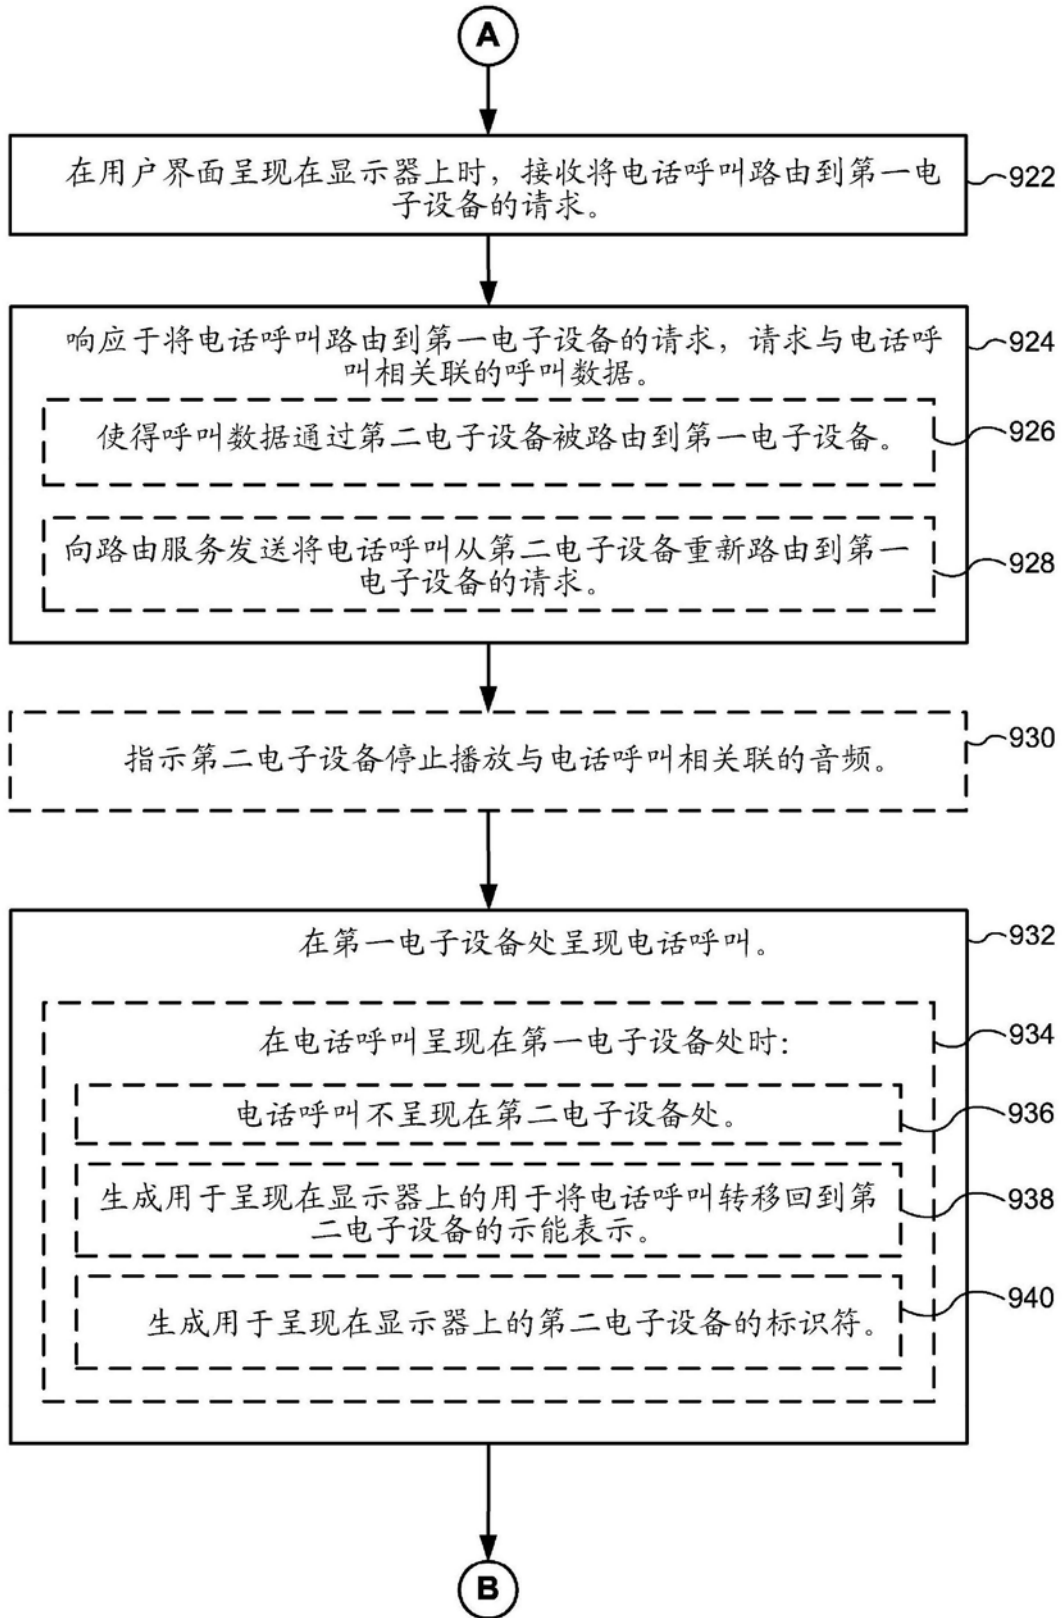 A
在用户界面呈现在显示器上时，接收将电话呼叫路由到第一电
子设备的请求。
922
响应于将电话呼叫路由到第一电子设备的请求，请求与电话呼
叫相关联的呼叫数据。
924
使得呼叫数据通过第二电子设备被路由到第一电子设备。
926
向路由服务发送将电话呼叫从第二电子设备重新路由到第一
电子设备的请求。
928
指示第二电子设备停止播放与电话呼叫相关联的音频。
930
在第一电子设备处呈现电话呼叫。
932
在电话呼叫呈现在第一电子设备处时：
934
电话呼叫不呈现在第二电子设备处。
936
生成用于呈现在显示器上的用于将电话呼叫转移回到第
二电子设备的示能表示。
938
生成用于呈现在显示器上的第二电子设备的标识符。
940
B